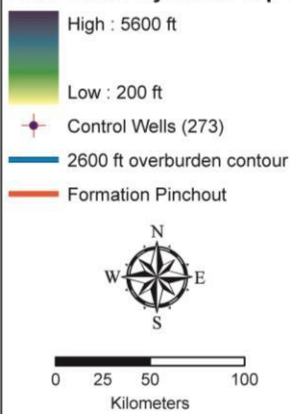 High : 5600 ft
Low : 200 ft
Control Wells (273)
2600 ft overburden contour
Formation Pinchout
N
W E
S
0 25 50 100
Kilometers